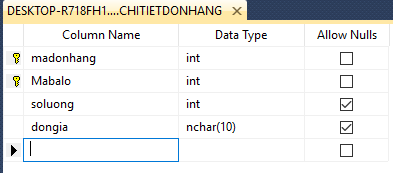 DESKTOP-R718FH1....CHITIETDONHANG
Column Name Data Type Allow Nulls
madonhang int
Mabalo int
soluong int
dongia nchar(10)